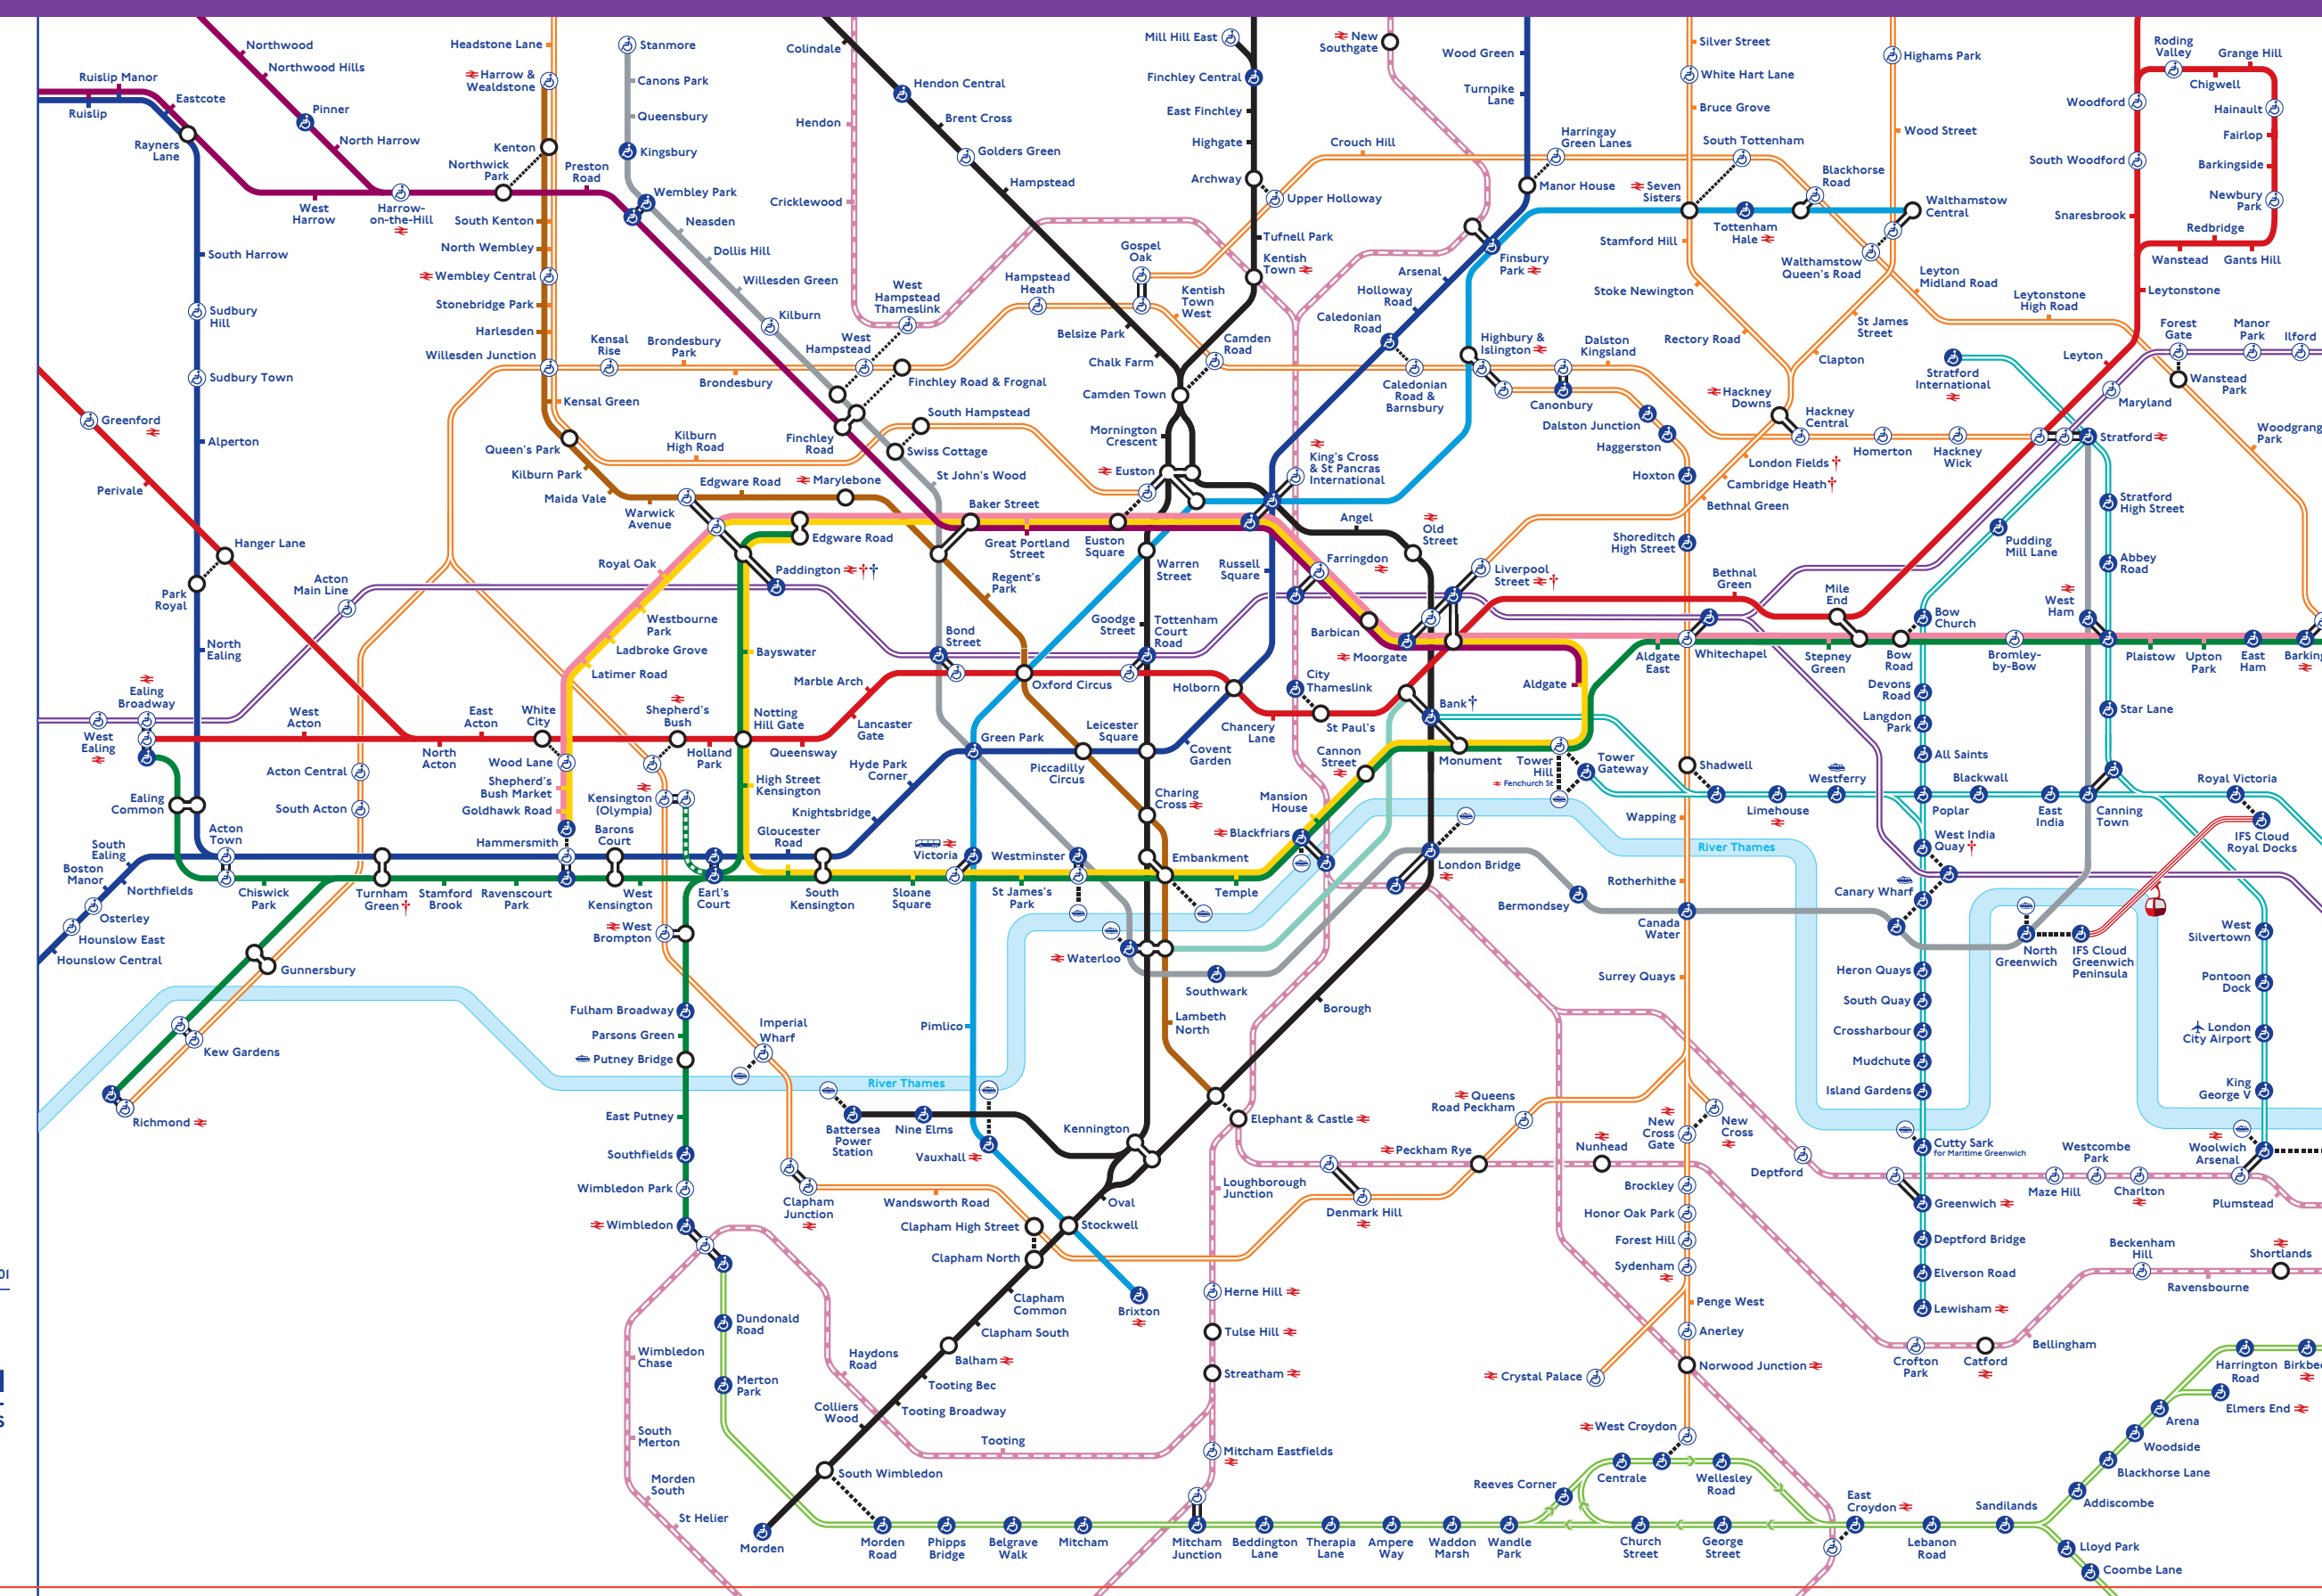 Northwood
Northwood Hills
Ruislip Manor
Eastcote
Ruislip
Pinner
North Harrow
Rayners
Lane
West
Harrow
Harrow-
on-the-Hill
Northwick
Park
Preston
Road
Headstone Lane
Harrow &
Wealdstone
Kenton
South Kenton
North Wembley
Wembley Central
Stonebridge Park
Harlesden
Willesden Junction
Kensal Green
Queen's Park
Kilburn Park
Maida Vale
Warwick
Avenue
Edgware Road
Marylebone
Stanmore
Canons Park
Queensbury
Kingsbury
Wembley Park
Neasden
Dollis Hill
Willesden Green
Kilburn
West
Hampstead
West
Hampstead
Thameslink
Finchley Road & Frognal
Finchley
Road
South Hampstead
Swiss Cottage
St John's Wood
Kilburn
High Road
Kensal
Rise
Brondesbury
Park
Brondesbury
Colindale
Hendon Central
Brent Cross
Golders Green
Hampstead
Belsize Park
Chalk Farm
Camden Town
Mornington
Crescent
Euston
Hendon
Cricklewood
Hampstead
Heath
Gospel
Oak
Kentish
Town
West
Camden
Road
Mill Hill East
Finchley Central
East Finchley
Highgate
Archway
Upper Holloway
Tufnell Park
Kentish
Town
New
Southgate
Crouch Hill
Wood Green
Turnpike
Lane
Harringay
Green Lanes
Manor House
Finsbury
Park
Arsenal
Holloway
Road
Caledonian
Road
Caledonian
Road &
Barnsbury
Highbury &
Islington
Dalston
Kingsland
Canonbury
Dalston Junction
Haggerston
Hoxton
Shoreditch
High Street
Silver Street
White Hart Lane
Bruce Grove
South Tottenham
Seven
Sisters
Tottenham
Hale
Blackhorse
Road
Walthamstow
Central
Walthamstow
Queen's Road
Stamford Hill
Stoke Newington
Rectory Road
Highams Park
Wood Street
Leyton
Midland Road
Leytonstone
High Road
St James
Street
Clapton
Hackney
Downs
Hackney
Central
Homerton
Hackney
Wick
London Fields†
Cambridge Heath†
Bethnal Green
Stratford
International
Stratford
Roding
Valley
Grange Hill
Chigwell
Hainault
Fairlop
Barkingside
Newbury
Park
Redbridge
Wanstead
Gants Hill
Woodford
South Woodford
Snaresbrook
Leytonstone
Leyton
Forest
Gate
Manor
Park
Ilford
Wanstead
Park
Maryland
Woodgrang
Park
Stratford
High Street
Pudding
Mill Lane
Abbey
Road
West
Ham
Bow
Church
Bow
Road
Bromley-
by-Bow
Plaistow
Upton
Park
East
Ham
Barking
Star Lane
Devons
Road
Langdon
Park
All Saints
Blackwall
Poplar
East
India
Canning
Town
Royal Victoria
IFS Cloud
Royal Docks
Greenford
Perivale
Hanger Lane
South Harrow
Sudbury
Hill
Sudbury Town
Alperton
Park
Royal
North
Ealing
Acton
Main Line
Ealing
Broadway
West
Ealing
West
Acton
East
Acton
North
Acton
White
City
Shepherd's
Bush
Holland
Park
Notting
Hill Gate
Queensway
Lancaster
Gate
Marble Arch
Bond
Street
Oxford Circus
Tottenham
Court
Road
Holborn
Chancery
Lane
St Paul's
City
Thameslink
Bank†
Liverpool
Street †
Bethnal
Green
Mile
End
Royal Oak
Westbourne
Park
Ladbroke Grove
Latimer Road
Wood Lane
Shepherd's
Bush Market
Goldhawk Road
Hammersmith
Paddington ††
Edgware Road
Baker Street
Great Portland
Street
Euston
Square
King's Cross
& St Pancras
International
Farringdon
Barbican
Moorgate
Angel
Old
Street
Regent's
Park
Warren
Street
Goodge
Street
Russell
Square
Bayswater
High Street
Kensington
Kensington
(Olympia)
Aldgate
Aldgate
East
Whitechapel
Stepney
Green
Tower
Hill
Fenchurch St
Tower
Gateway
Monument
Cannon
Street
Mansion
House
Blackfriars
Temple
Embankment
Charing
Cross
Leicester
Square
Covent
Garden
Piccadilly
Circus
Green Park
Hyde Park
Corner
Knightsbridge
Gloucester
Road
South
Kensington
Sloane
Square
Victoria
St James's
Park
Westminster
Shadwell
Limehouse
Westferry
Wapping
Rotherhithe
Canada
Water
Surrey Quays
River Thames
West India
Quay†
Canary Wharf
Heron Quays
South Quay
Crossharbour
Mudchute
Island Gardens
Cutty Sark
for Maritime Greenwich
Greenwich
Deptford Bridge
Elverson Road
Lewisham
North
Greenwich
IFS Cloud
Greenwich
Peninsula
West
Silvertown
Pontoon
Dock
London
City Airport
King
George V
Woolwich
Arsenal
Plumstead
Charlton
Westcombe
Park
Maze Hill
Deptford
Acton Central
South Acton
Ealing
Common
Acton
Town
South
Ealing
Boston
Manor
Northfields
Osterley
Hounslow East
Hounslow Central
Chiswick
Park
Turnham
Green†
Stamford
Brook
Ravenscourt
Park
Barons
Court
West
Kensington
Earl's
Court
West
Brompton
Gunnersbury
Kew Gardens
Richmond
Fulham Broadway
Parsons Green
Putney Bridge
East Putney
Southfields
Wimbledon Park
Wimbledon
Imperial
Wharf
River Thames
Battersea
Power
Station
Nine Elms
Clapham
Junction
Wandsworth Road
Clapham High Street
Clapham North
Stockwell
Oval
Kennington
Vauxhall
Pimlico
Brixton
Waterloo
Southwark
Lambeth
North
Elephant & Castle
Borough
London Bridge
Bermondsey
Loughborough
Junction
Denmark Hill
Peckham Rye
Queens
Road Peckham
Nunhead
New
Cross
Gate
New
Cross
Brockley
Honor Oak Park
Forest Hill
Sydenham
Penge West
Anerley
Crystal Palace
Norwood Junction
West Croydon
Herne Hill
Tulse Hill
Streatham
Mitcham Eastfields
Clapham
Common
Clapham South
Balham
Tooting Bec
Tooting Broadway
Colliers
Wood
South Wimbledon
Morden
Haydons
Road
Tooting
Dundonald
Road
Merton
Park
Wimbledon
Chase
South
Merton
Morden
South
St Helier
Morden
Road
Phipps
Bridge
Belgrave
Walk
Mitcham
Mitcham
Junction
Beddington
Lane
Therapia
Lane
Ampere
Way
Waddon
Marsh
Wandle
Park
Reeves Corner
Centrale
Wellesley
Road
Church
Street
George
Street
East
Croydon
Lebanon
Road
Sandilands
Lloyd Park
Coombe Lane
Addiscombe
Blackhorse Lane
Woodside
Arena
Elmers End
Harrington
Road
Birkbe
Crofton
Park
Catford
Bellingham
Beckenham
Hill
Ravensbourne
Shortlands